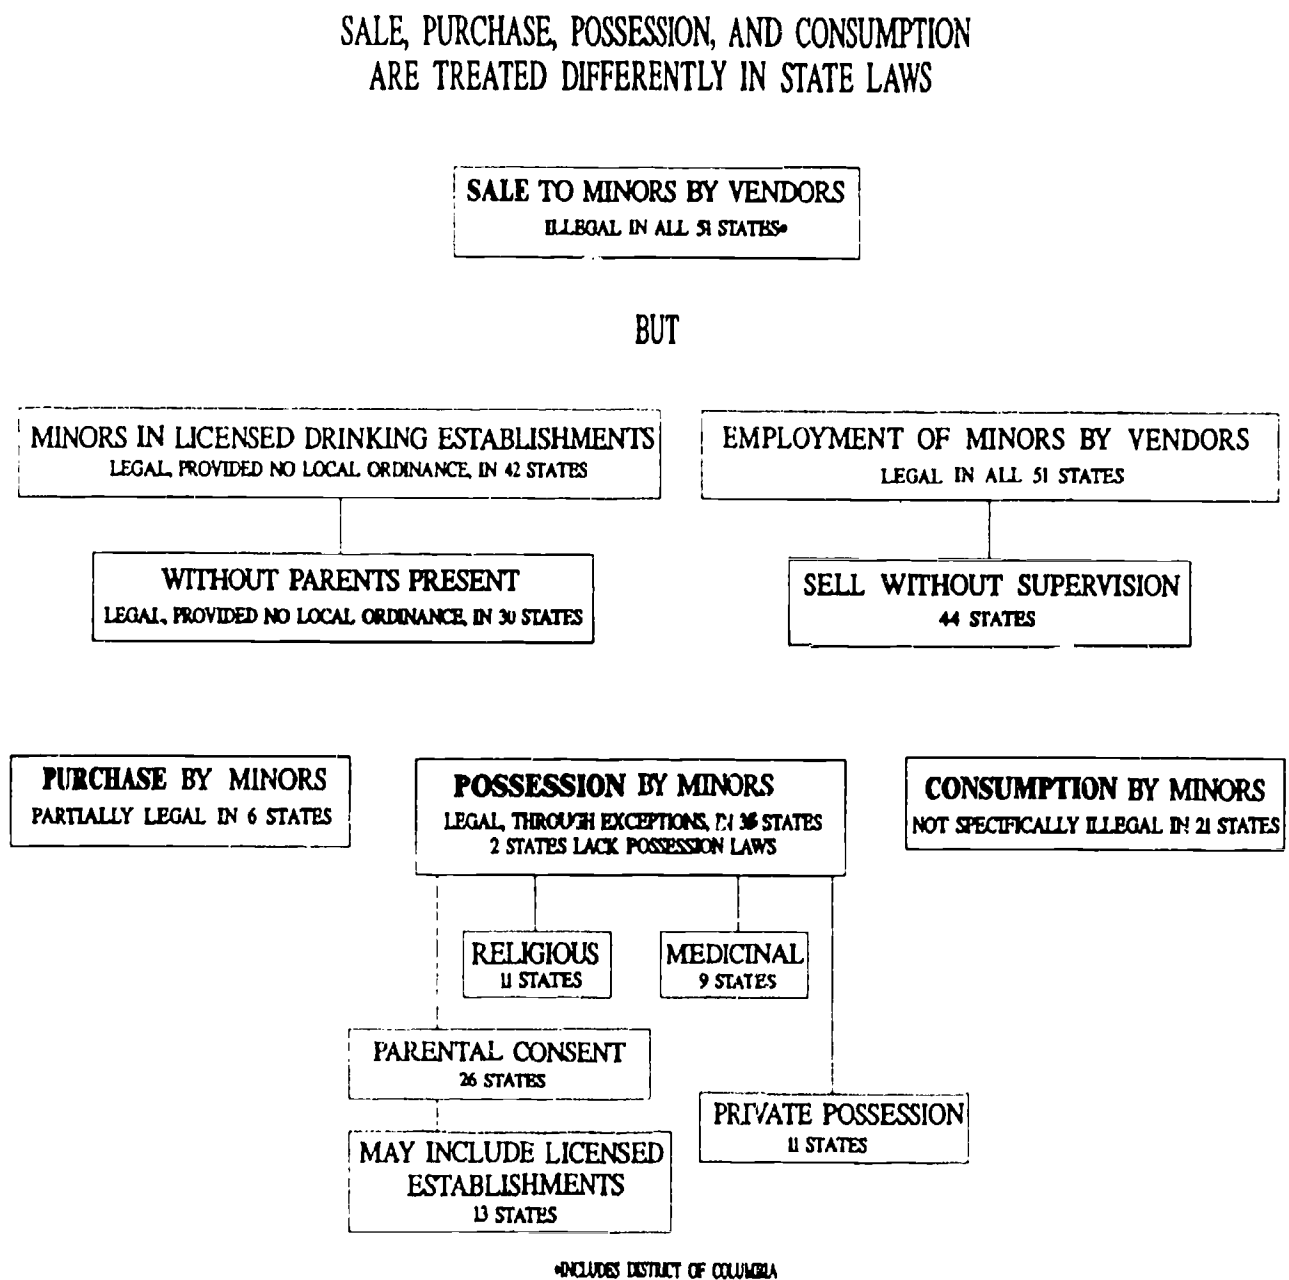 SALE, PURCHASE, POSSESSION, AND CONSUMPTION
ARE TREATED DIFFERENTLY IN STATE LAWS
SALE TO MINORS BY VENDORS
ILLEGAL IN ALL 51 STATES*
BUT
MINORS IN LICENSED DRINKING ESTABLISHMENTS
LEGAL, PROVIDED NO LOCAL ORDINANCE, IN 42 STATES
WITHOUT PARENTS PRESENT
LEGAL, PROVIDED NO LOCAL ORDINANCE, IN 30 STATES
EMPLOYMENT OF MINORS BY VENDORS
LEGAL IN ALL 51 STATES
SELL WITHOUT SUPERVISION
44 STATES
PURCHASE BY MINORS
PARTIALLY LEGAL IN 6 STATES
POSSESSION BY MINORS
LEGAL, THROUGH EXCEPTIONS, IN STATES
2 STATES LACK POSSESSION LAWS
RELIGIOUS
11 STATES
MEDICINAL
9 STATES
PARENTAL CONSENT
26 STATES
MAY INCLUDE LICENSED
ESTABLISHMENTS
13 STATES
PRIVATE POSSESSION
11 STATES
CONSUMPTION BY MINORS
NOT SPECIFICALLY ILLEGAL IN 21 STATES
*INCLUDES DISTRICT OF COLUMBIA